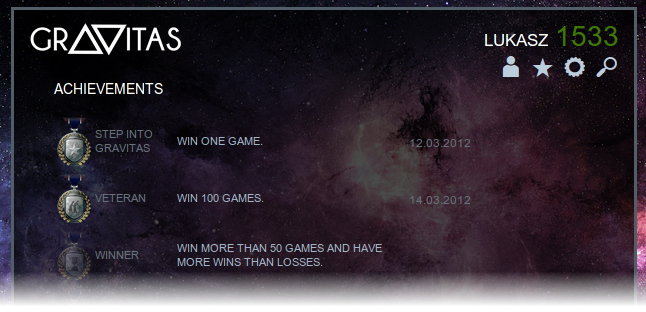 GRAVITAS
LUKASZ 1533
ACHIEVEMENTS
STEP INTO
GRAVITAS
WIN ONE GAME.
12.03.2012
VETERAN
WIN 100 GAMES.
14.03.2012
WINNER
WIN MORE THAN 50 GAMES AND HAVE
MORE WINS THAN LOSSES.